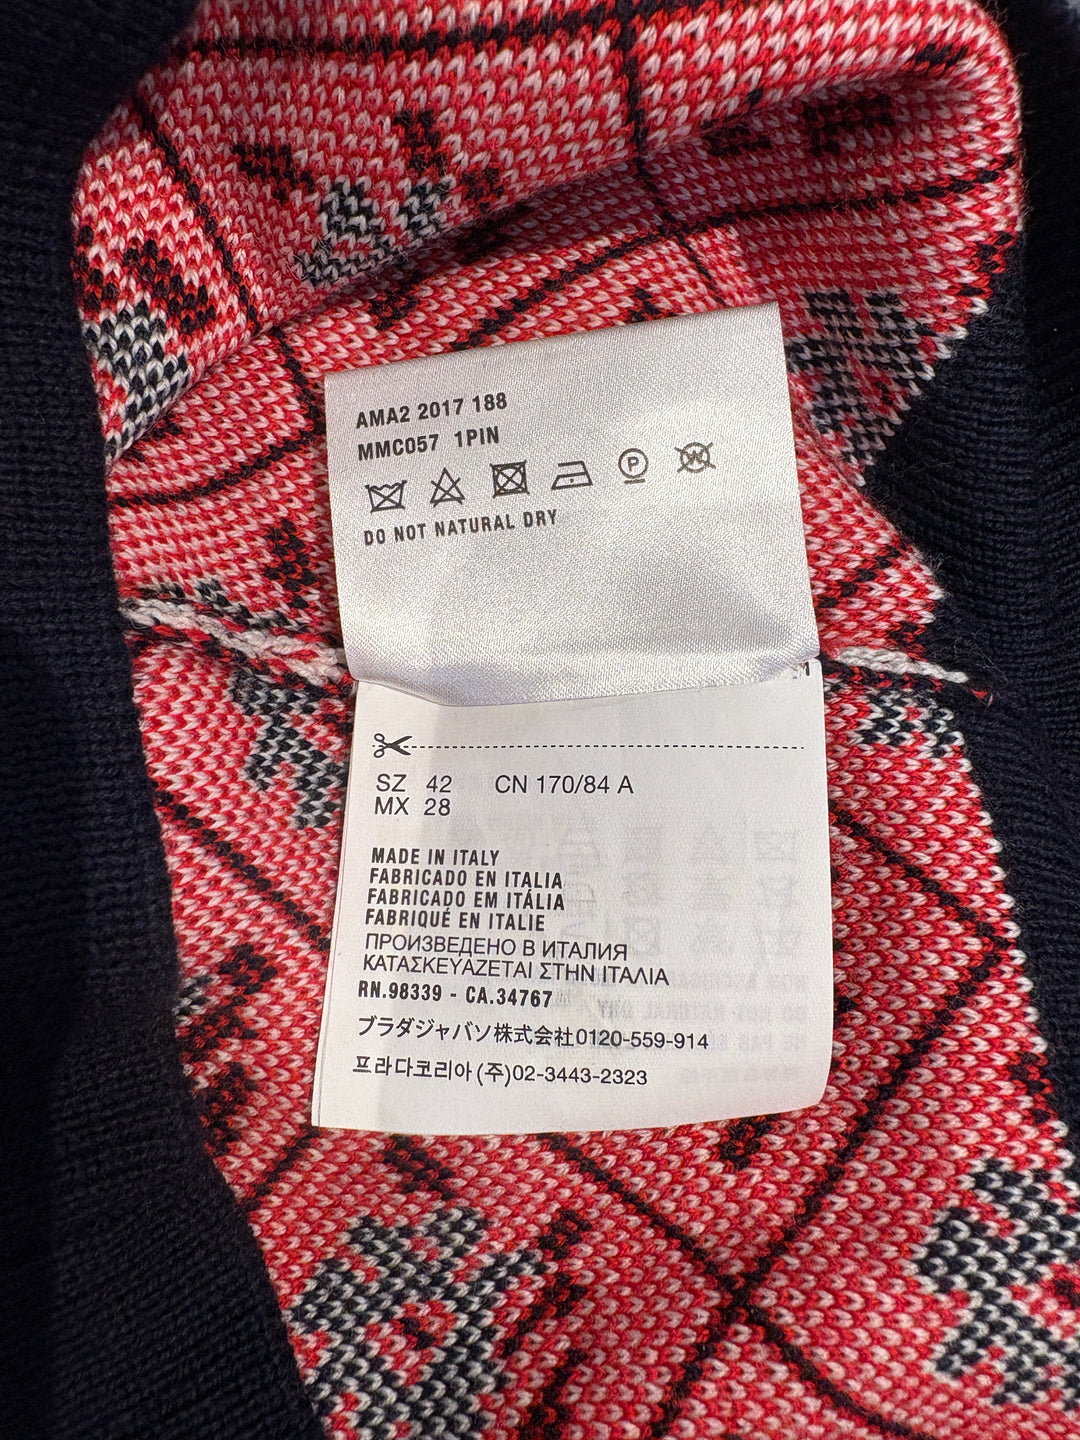 AMA2 2017 188
MMC057 1PIN
DO NOT NATURAL DRY
SZ 42 CN 170/84 A
MX 28
MADE IN ITALY
FABRICADO EN ITALIA
FABRICADO EM ITÁLIA
FABRIQUÉ EN ITALIE
ПРОИЗВЕДЕНО В ИТАЛИЯ
ΚΑΤΑΣΚΕΥΑΖΕΤΑΙ ΣΤΗΝ ΙΤΑΛΙΑ
RN.98339 - CA.34767
プラダジャパン株式会社0120-559-914
프라다코리아(주)02-3443-2323